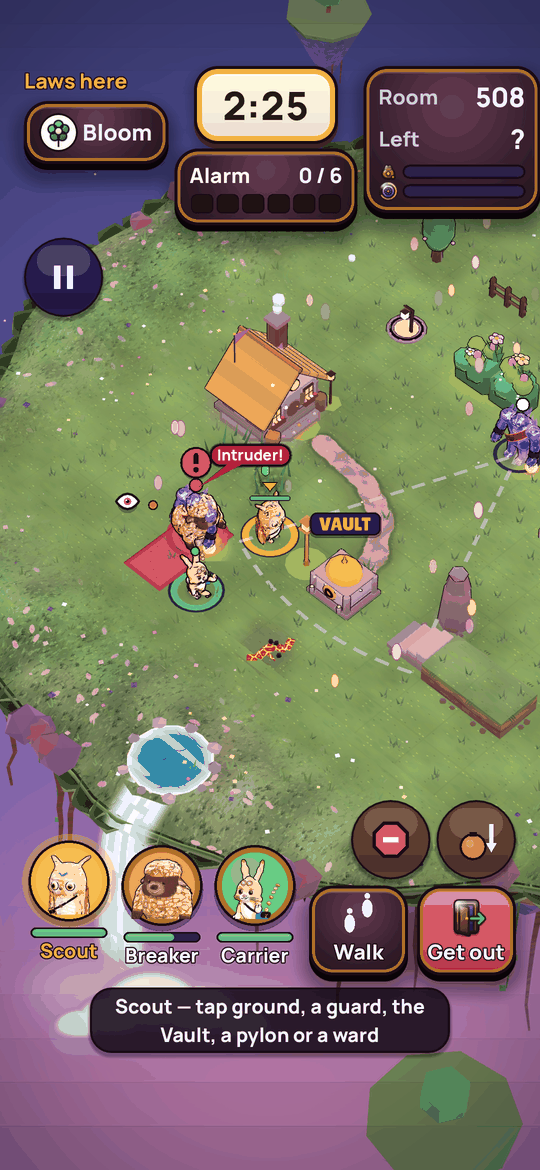 Laws here
Bloom
2:25
Alarm 0 / 6
Room 508
Left ?
Intruder!
VAULT
Scout
Breaker
Carrier
Walk
Get out
Scout — tap ground, a guard, the
Vault, a pylon or a ward